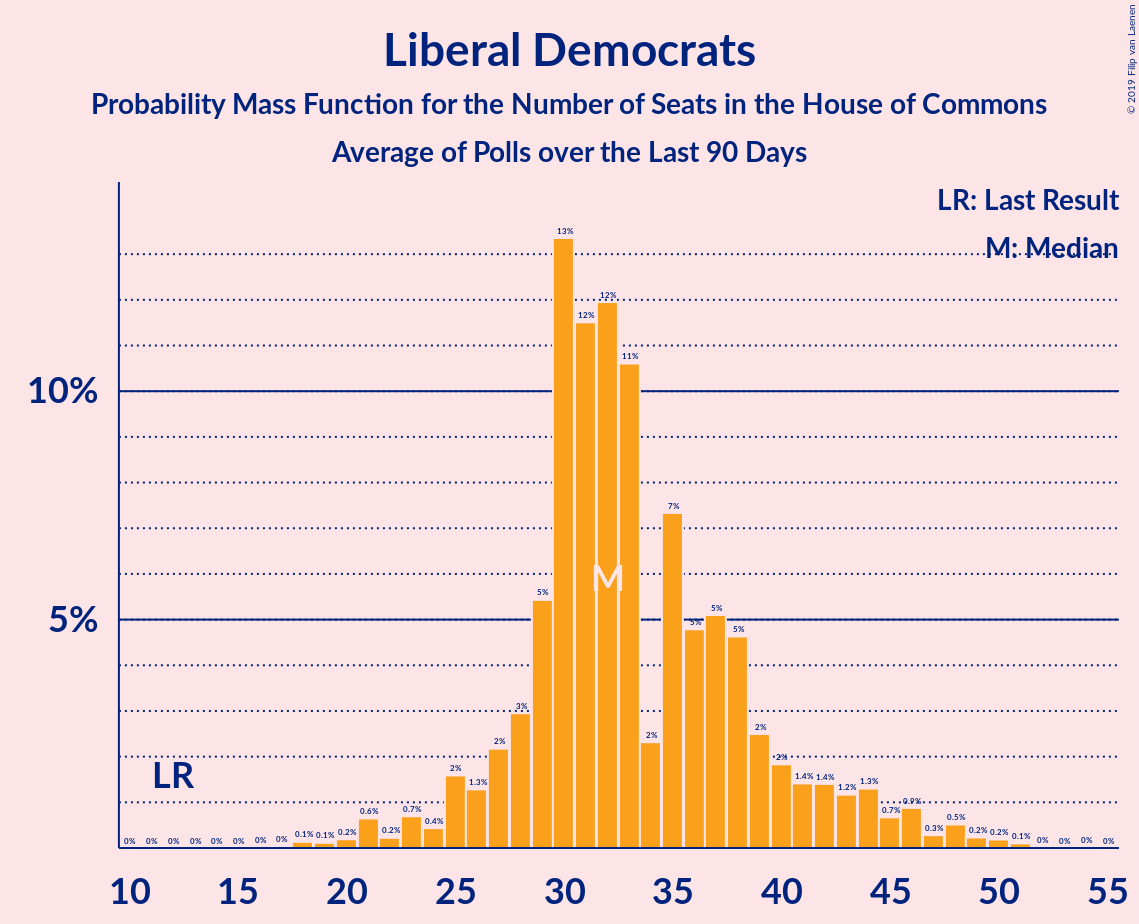 Liberal Democrats
Probability Mass Function for the Number of Seats in the House of Commons
Average of Polls over the Last 90 Days
© 2019 Filip van Laenen
LR: Last Result
M: Median
10%
5%
0% 0% 0% 0% 0% 0% 0% 0% 0.1% 0.1% 0.2% 0.6% 0.2% 0.7% 0.4% 2% 1.3% 2% 3% 5% 13% 12% 12% 11% 2% 7% 5% 5% 5% 2% 2% 1.4% 1.4% 1.2% 1.3% 0.7% 0.9% 0.3% 0.5% 0.2% 0.2% 0.1% 0% 0% 0% 0%
M
LR
10 15 20 25 30 35 40 45 50 55